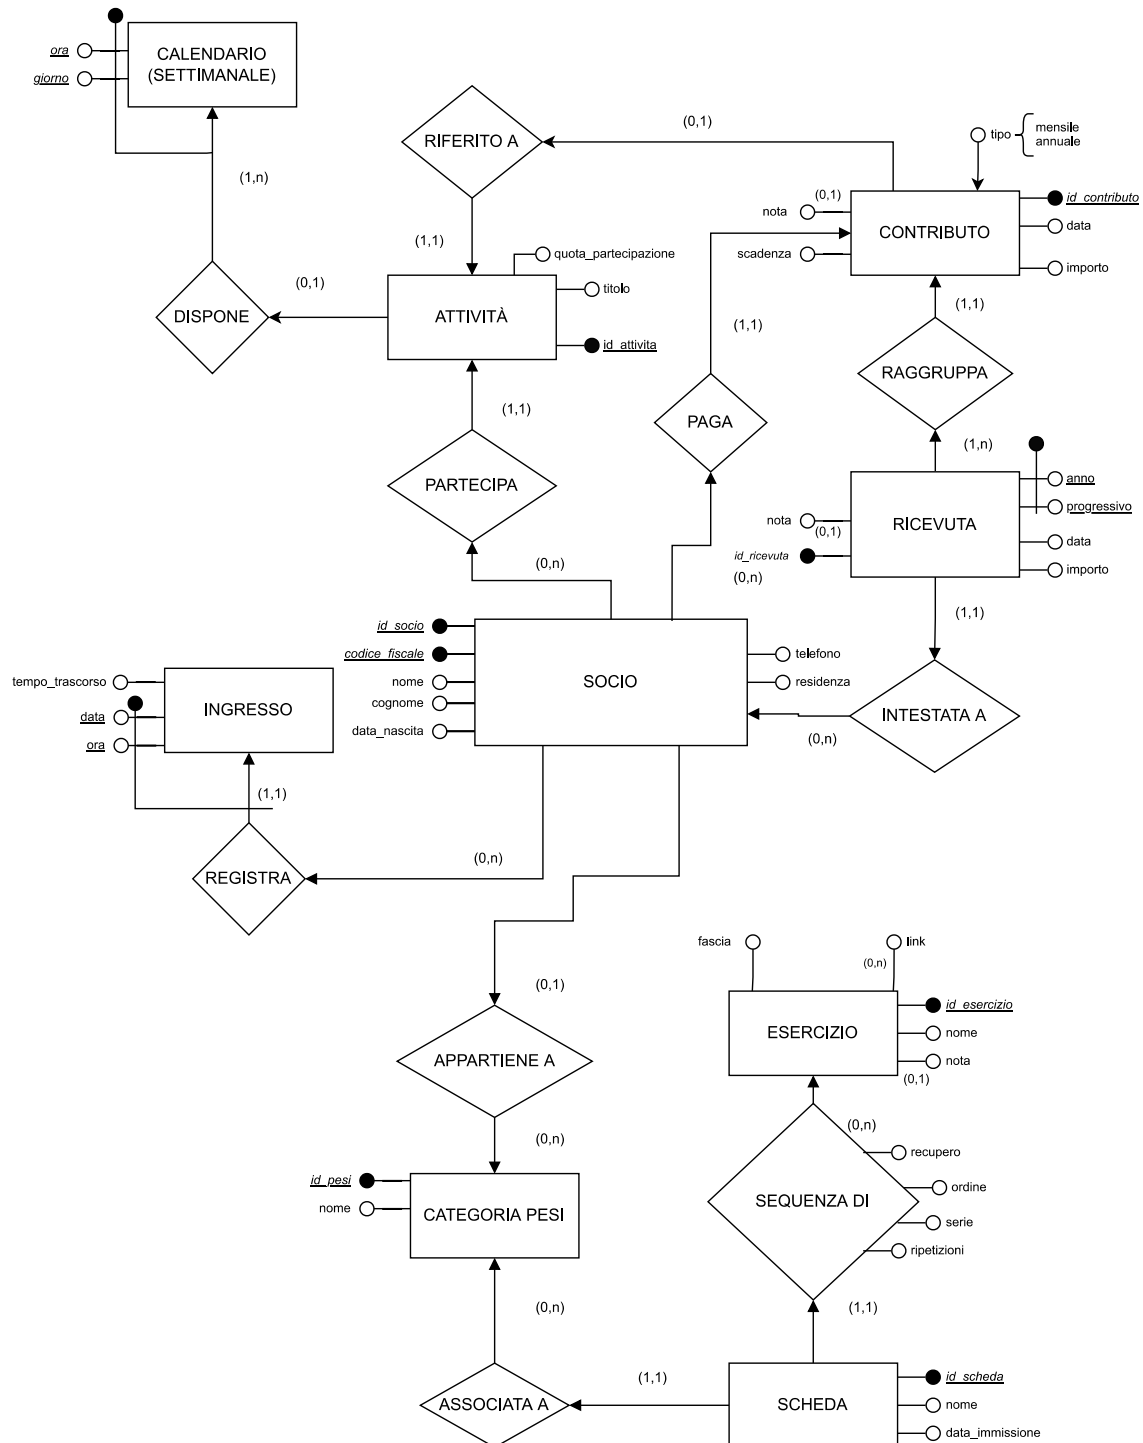 ora
giorno
CALENDARIO
(SETTIMANALE)
RIFERITO A
(0,1)
tipo
mensile
annuale
(1,n)
(1,1)
nota
(0,1)
scadenza
CONTRIBUTO
id_contributo
data
importo
DISPONE
(0,1)
quota_partecipazione
titolo
ATTIVITÀ
id_attivita
(1,1)
(1,1)
RAGGRUPPA
(1,1)
PAGA
(1,n)
PARTECIPA
nota
(0,1)
id_ricevuta
RICEVUTA
anno
progressivo
data
importo
(0,n)
(0,n)
(1,1)
id_socio
codice_fiscale
nome
cognome
data_nascita
SOCIO
telefono
residenza
tempo_trascorso
data
ora
INGRESSO
INTESTATA A
(0,n)
(1,1)
REGISTRA
(0,n)
(0,1)
fascia
link
(0,n)
ESERCIZIO
id_esercizio
nome
nota
(0,1)
APPARTIENE A
(0,n)
(0,n)
recupero
ordine
serie
ripetizioni
SEQUENZA DI
id_pesi
nome
CATEGORIA PESI
(0,n)
(1,1)
ASSOCIATA A
(1,1)
SCHEDA
id_scheda
nome
data_immissione